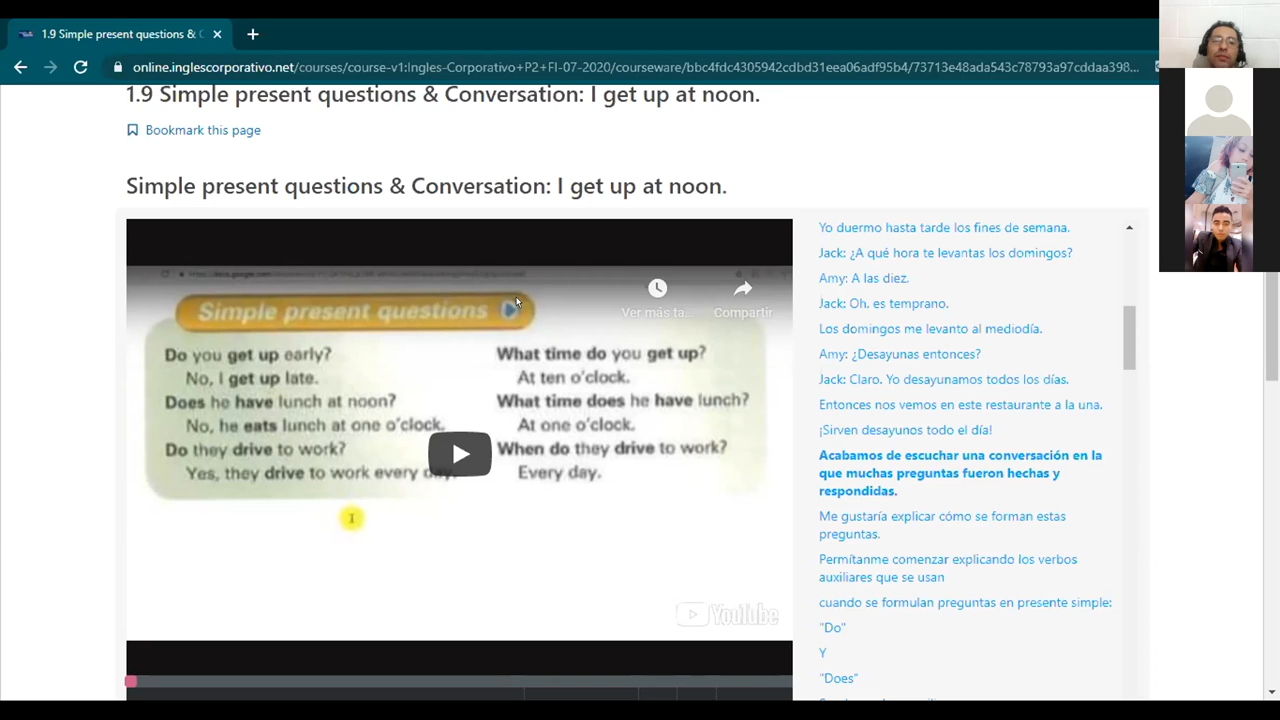 1.9 Simple present questions & C
online.inglescorporativo.net/courses/course-v1:Ingles-Corporativo+P2+FI-07-2020/courseware/bbc4fdc4305942cdbd31eea06adf95b4/73713e48ada543c78793a97cddaa398...
1.9 Simple present questions & Conversation: I get up at noon.
Bookmark this page
Simple present questions & Conversation: I get up at noon.
Simple present questions
Ver más ta...
Compartir
Do you get up early?
No, I get up late.
Does he have lunch at noon?
No, he eats lunch at one o'clock.
Do they drive to work?
Yes, they drive to work every day.
What time do you get up?
At ten o'clock.
What time does he have lunch?
At one o'clock.
When do they drive to work?
Every day.
YouTube
Yo duermo hasta tarde los fines de semana.
Jack: ¿A qué hora te levantas los domingos?
Amy: A las diez.
Jack: Oh, es temprano.
Los domingos me levanto al mediodía.
Amy: ¿Desayunas entonces?
Jack: Claro. Yo desayunamos todos los días.
Entonces nos vemos en este restaurante a la una.
¡Sirven desayunos todo el día!
Acabamos de escuchar una conversación en la
que muchas preguntas fueron hechas y
respondidas.
Me gustaría explicar cómo se forman estas
preguntas.
Permítanme comenzar explicando los verbos
auxiliares que se usan
cuando se formulan preguntas en presente simple:
"Do"
Y
"Does"